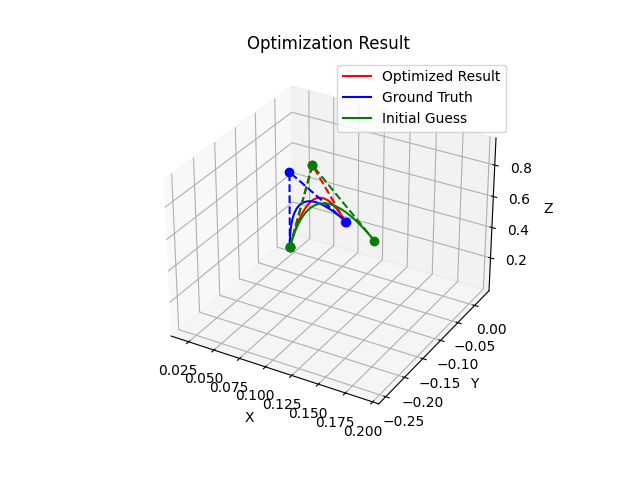 Optimization Result
Optimized Result
Ground Truth
Initial Guess
0.8
0.6
0.4
0.2
Z
0.00
−0.05
−0.10
−0.15
−0.20
−0.25
Y
0.025
0.050
0.075
0.100
0.125
0.150
0.175
0.200
X